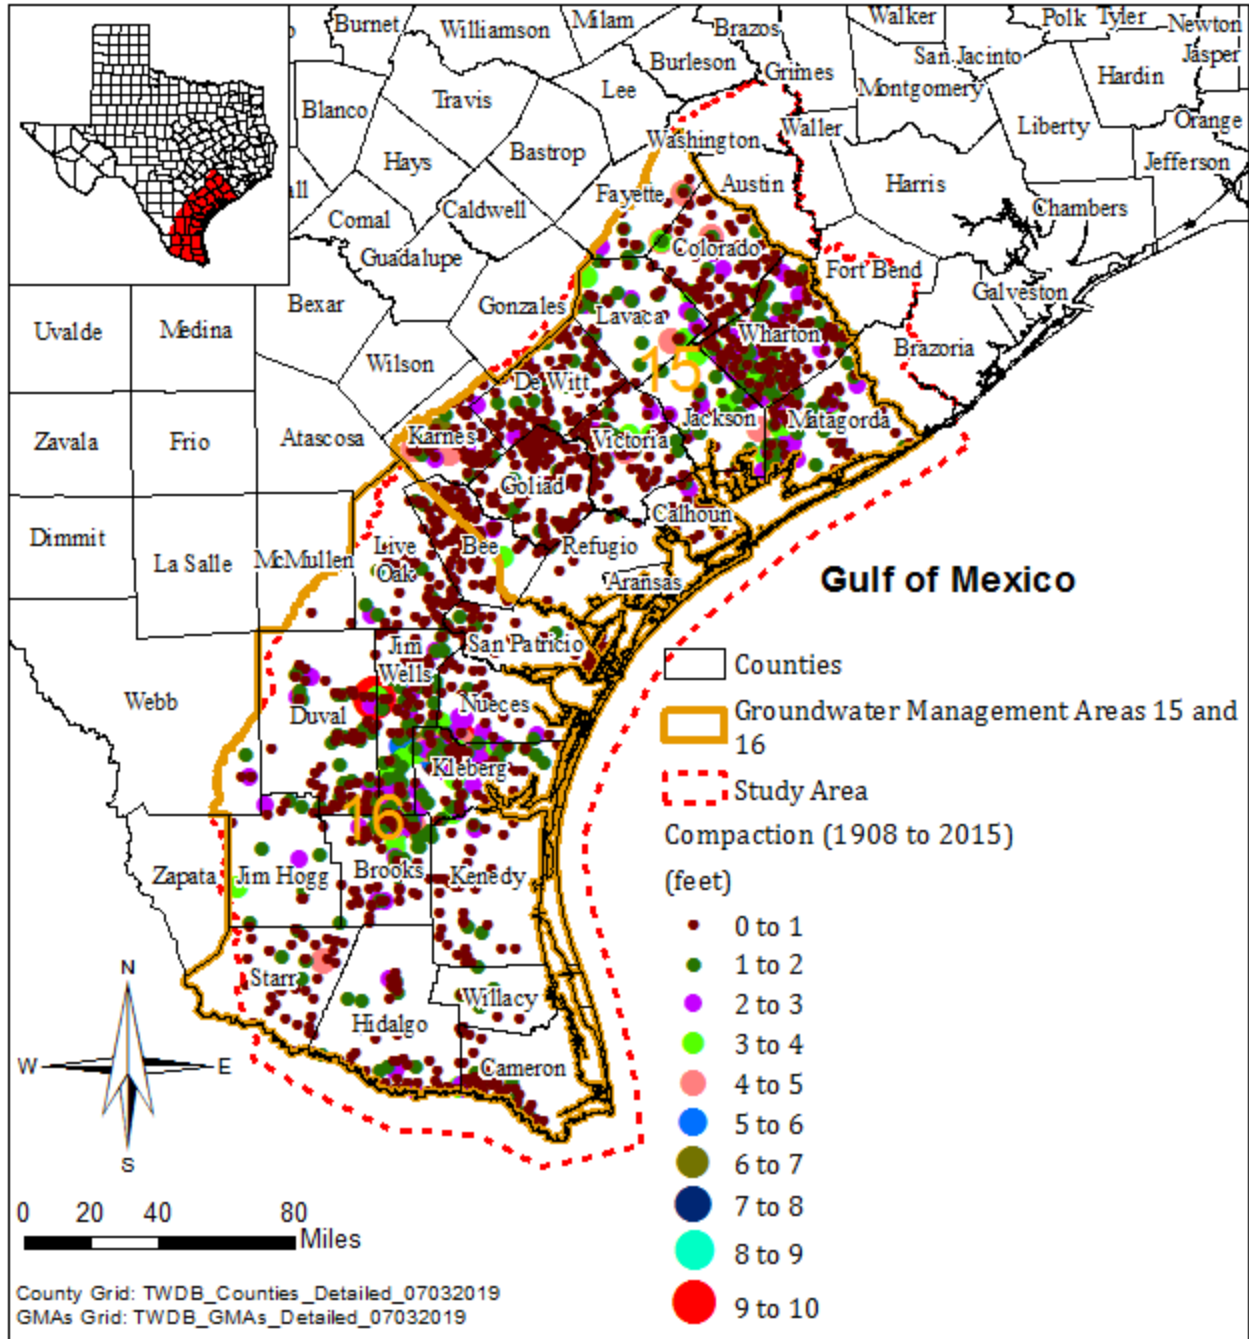 Burnet
Williamson
Milam
Brazos
Walker
Polk
Tyler
Newton
Burleson
Grimes
San Jacinto
Jasper
Blanco
Travis
Lee
Montgomery
Hardin
Washington
Waller
Liberty
Orange
Hays
Bastrop
Jefferson
all
Fayette
Austin
Harris
Comal
Caldwell
Chambers
Guadalupe
Colorado
Fort Bend
Bexar
Gonzales
Lavaca
Galveston
Uvalde
Medina
Wharton
Wilson
Brazoria
15
De Witt
Zavala
Frio
Atascosa
Karnes
Victoria
Jackson
Matagorda
Goliad
Calhoun
Dimmit
La Salle
McMullen
Live
Oak
Bee
Refugio
Aransas
Gulf of Mexico
San Patricio
Jim
Wells
Webb
Duval
Nueces
Kleberg
16
Zapata
Jim Hogg
Brooks
Kenedy
Starr
Willacy
Hidalgo
Cameron
Counties
Groundwater Management Areas 15 and
16
Study Area
Compaction (1908 to 2015)
(feet)
0 to 1
1 to 2
2 to 3
3 to 4
4 to 5
5 to 6
6 to 7
7 to 8
8 to 9
9 to 10
N
W
E
S
0 20 40 80
Miles
County Grid: TWDB_Counties_Detailed_07032019
GMAs Grid: TWDB_GMAs_Detailed_07032019